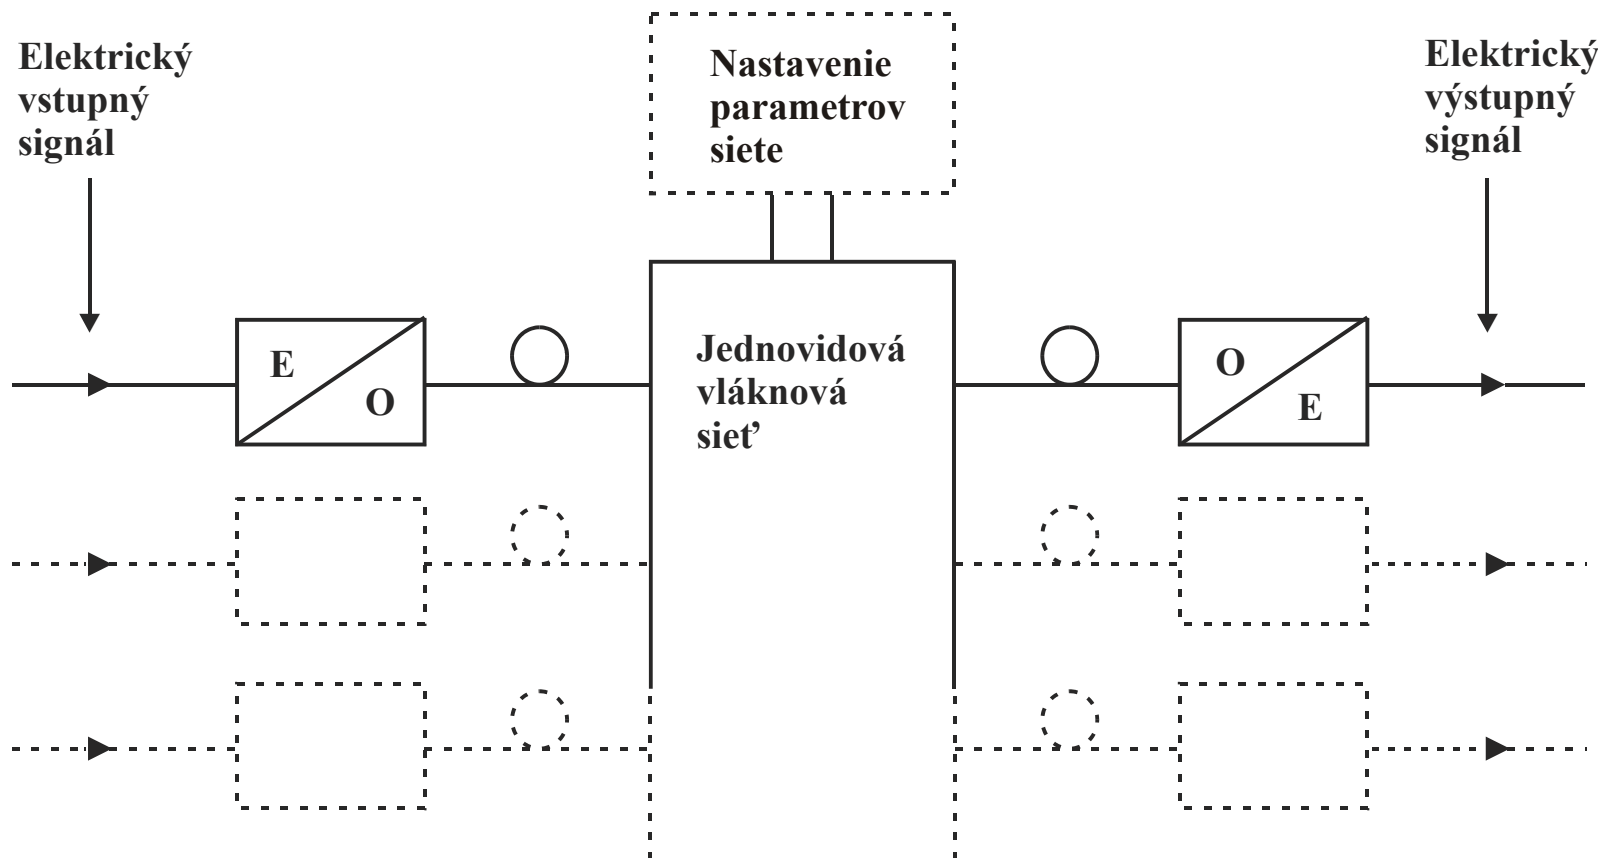 Elektrický
vstupný
signál
Nastavenie
parametrov
siete
Elektrický
výstupný
signál
E
O
Jednovidová
vláknová
sieť
O
E